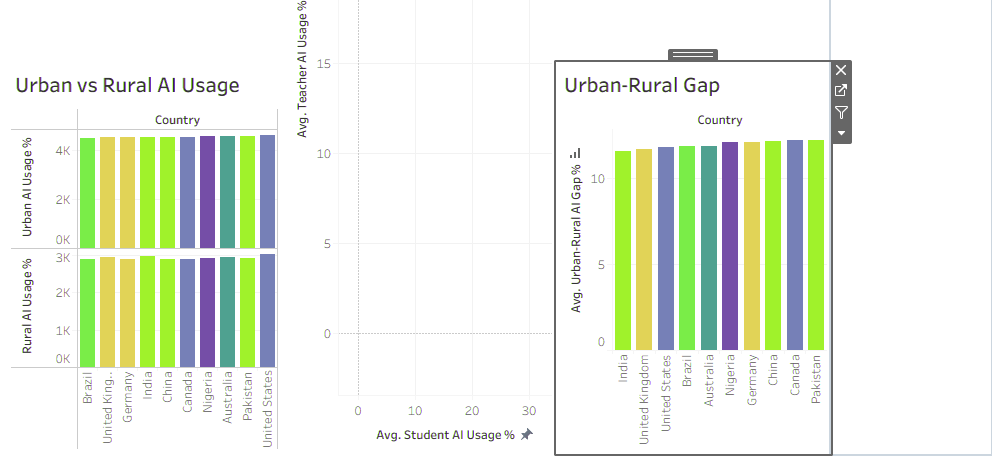 Urban vs Rural AI Usage
Country
Urban AI Usage %
4K
2K
0K
Rural AI Usage %
3K
2K
1K
0K
Brazil
United King..
Germany
India
China
Canada
Nigeria
Australia
Pakistan
United States
Avg. Teacher AI Usage %
15
10
5
0
0
10
20
30
Avg. Student AI Usage %
Urban-Rural Gap
Country
Avg. Urban-Rural AI Gap %
10
5
0
India
United Kingdom
United States
Brazil
Australia
Nigeria
Germany
China
Canada
Pakistan